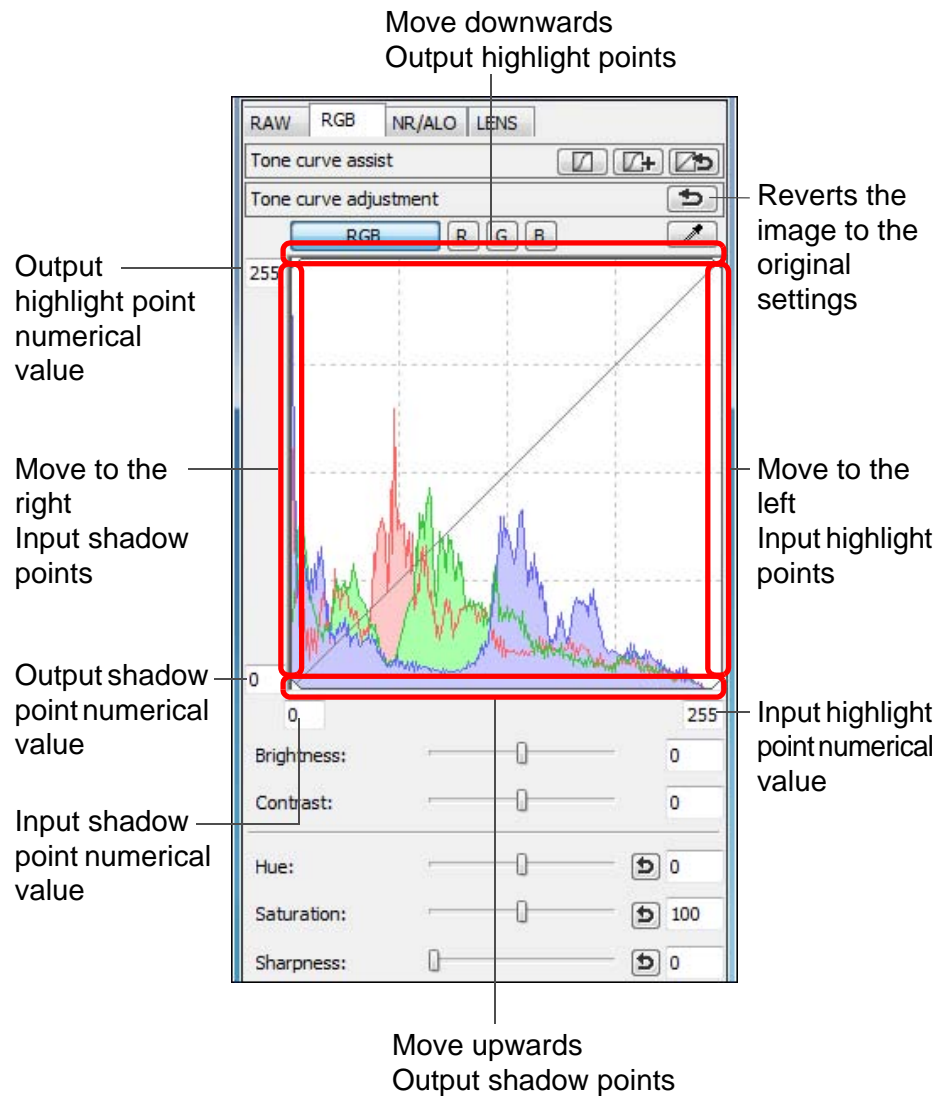 Move downwards
Output highlight points
RAW RGB NR/ALO LENS
Tone curve assist
Tone curve adjustment
RGB R G B
Reverts the
image to the
original
settings
Output
highlight point
numerical
value
255
Move to the
right
Input shadow
points
Move to the
left
Input highlight
points
Output shadow
point numerical
value
0
0
255
Input highlight
point numerical
value
Brightness: 0
Contrast: 0
Input shadow
point numerical
value
Hue: 0
Saturation: 100
Sharpness: 0
Move upwards
Output shadow points